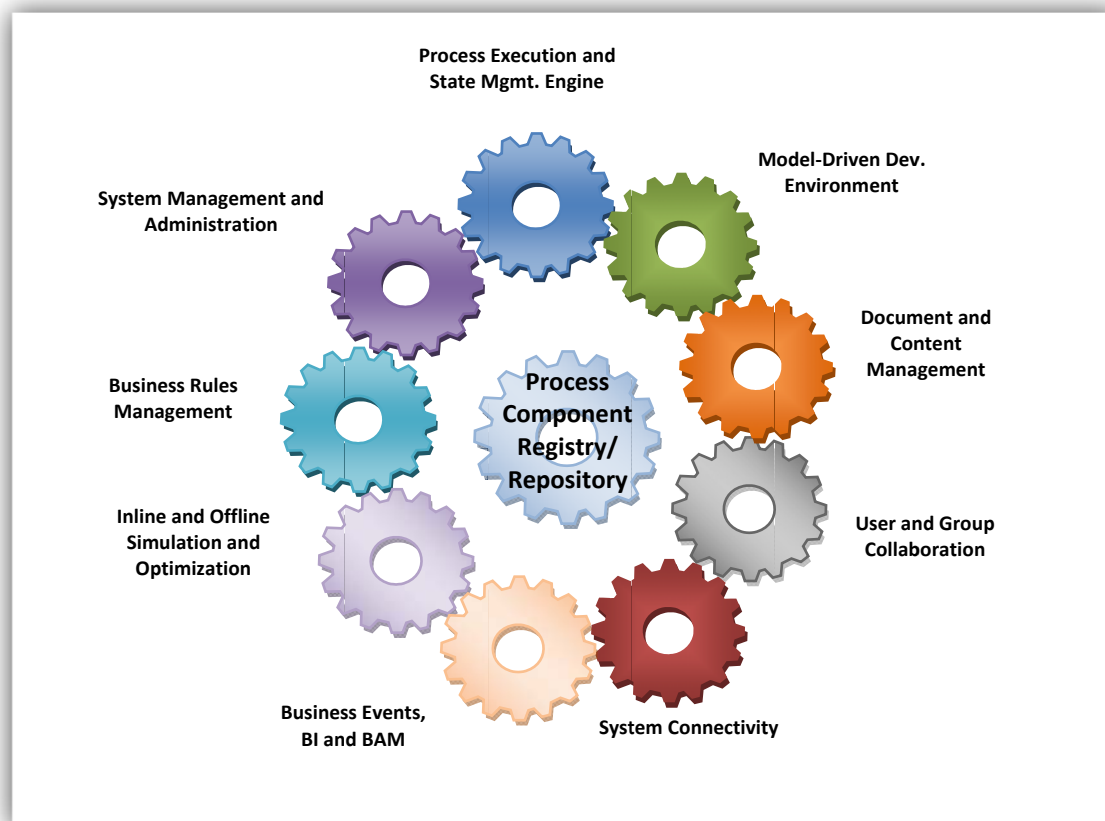 Process Execution and
State Mgmt. Engine
Model-Driven Dev.
Environment
System Management and
Administration
Document and
Content
Management
Business Rules
Management
Process
Component
Registry/
Repository
Inline and Offline
Simulation and
Optimization
User and Group
Collaboration
Business Events,
BI and BAM
System Connectivity